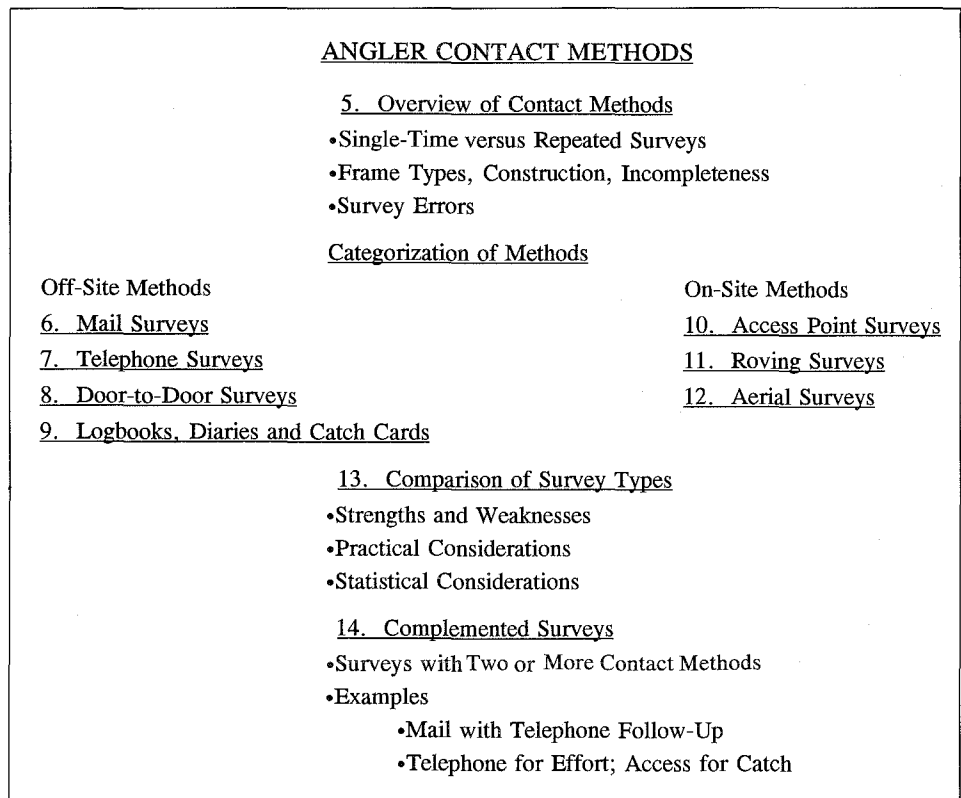 ANGLER CONTACT METHODS
5. Overview of Contact Methods
•Single-Time versus Repeated Surveys
•Frame Types, Construction, Incompleteness
•Survey Errors
Categorization of Methods
Off-Site Methods
6. Mail Surveys
7. Telephone Surveys
8. Door-to-Door Surveys
9. Logbooks, Diaries and Catch Cards
On-Site Methods
10. Access Point Surveys
11. Roving Surveys
12. Aerial Surveys
13. Comparison of Survey Types
•Strengths and Weaknesses
•Practical Considerations
•Statistical Considerations
14. Complemented Surveys
•Surveys with Two or More Contact Methods
•Examples
•Mail with Telephone Follow-Up
•Telephone for Effort; Access for Catch